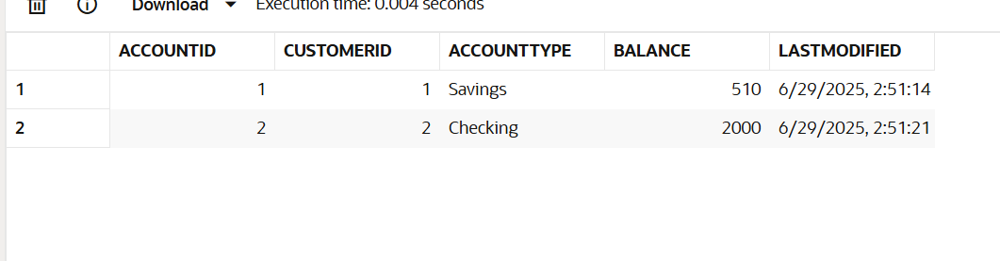 Download Execution time: 0.004 seconds
ACCOUNTID CUSTOMERID ACCOUNTTYPE BALANCE LASTMODIFIED
1 1 1 Savings 510 6/29/2025, 2:51:14
2 2 2 Checking 2000 6/29/2025, 2:51:21